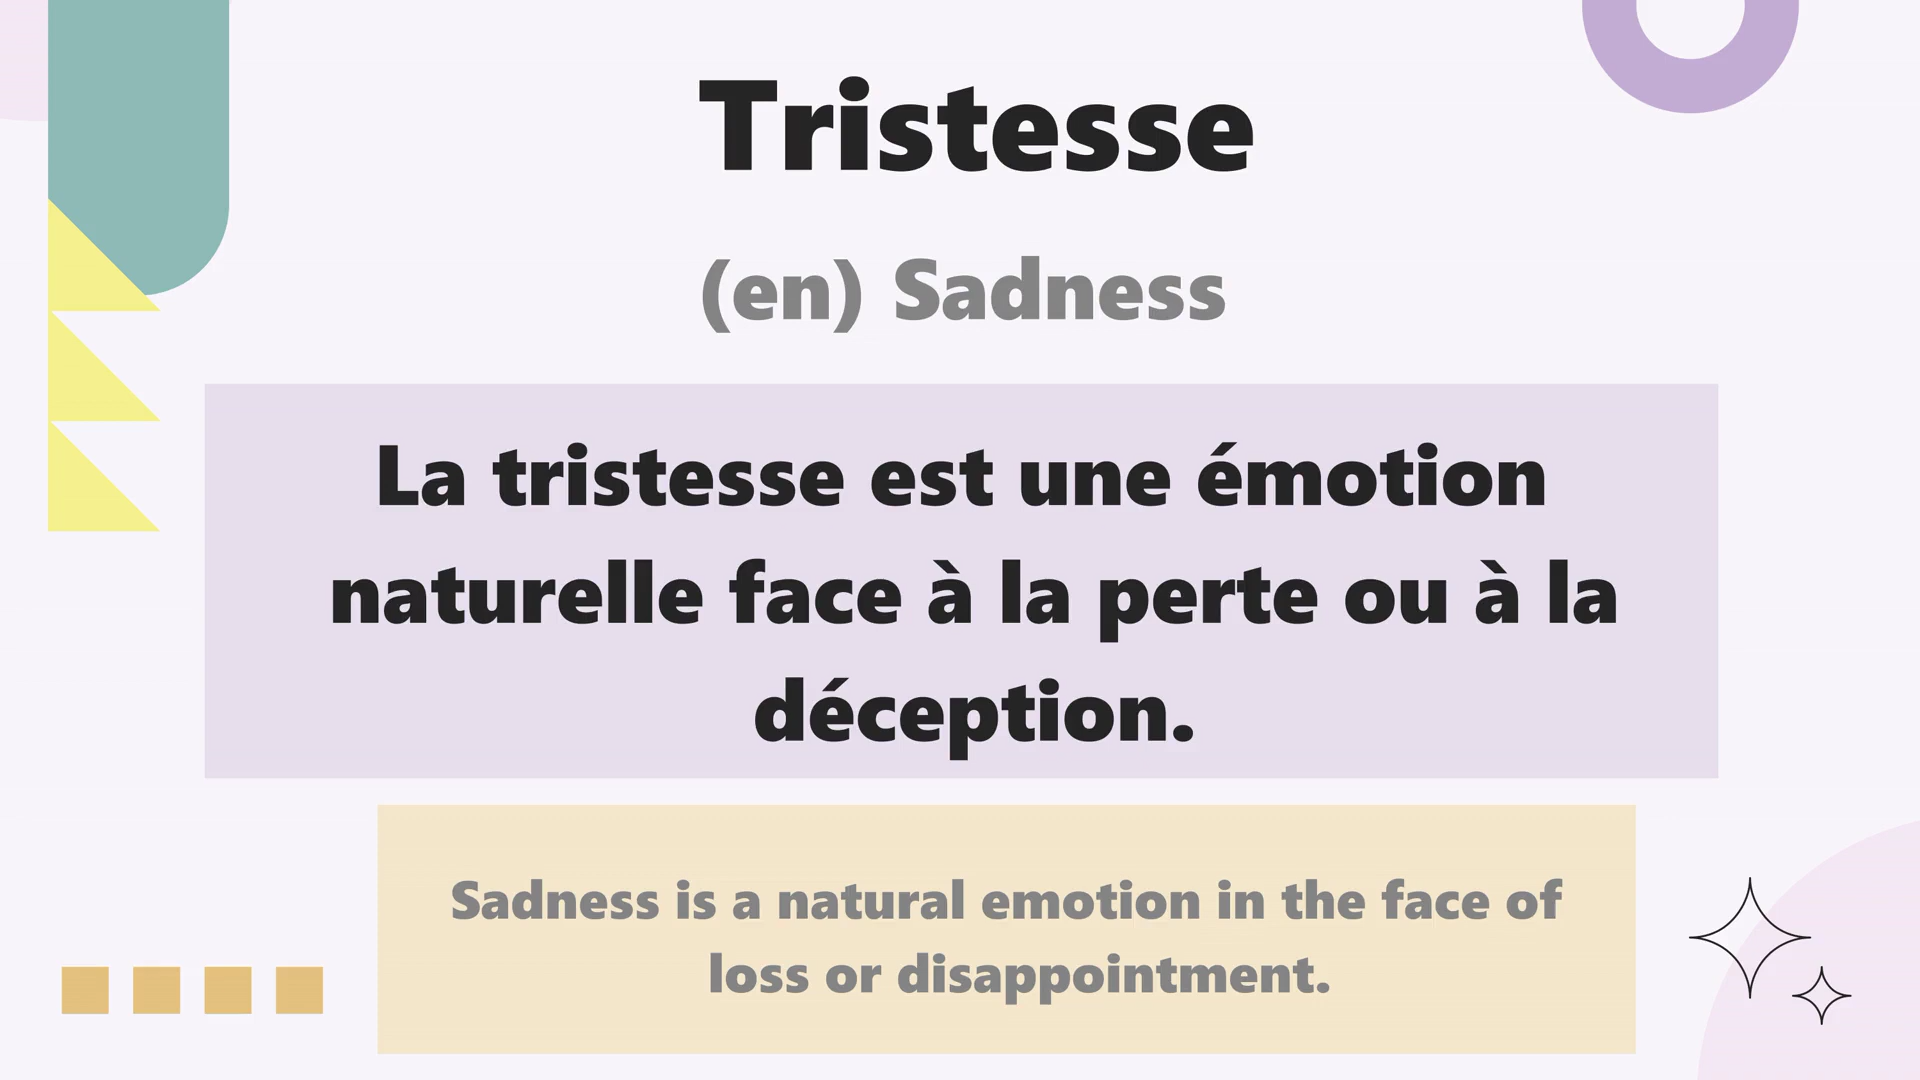 Tristesse
(en) Sadness
La tristesse est une émotion
naturelle face à la perte ou à la
déception.
Sadness is a natural emotion in the face of
loss or disappointment.